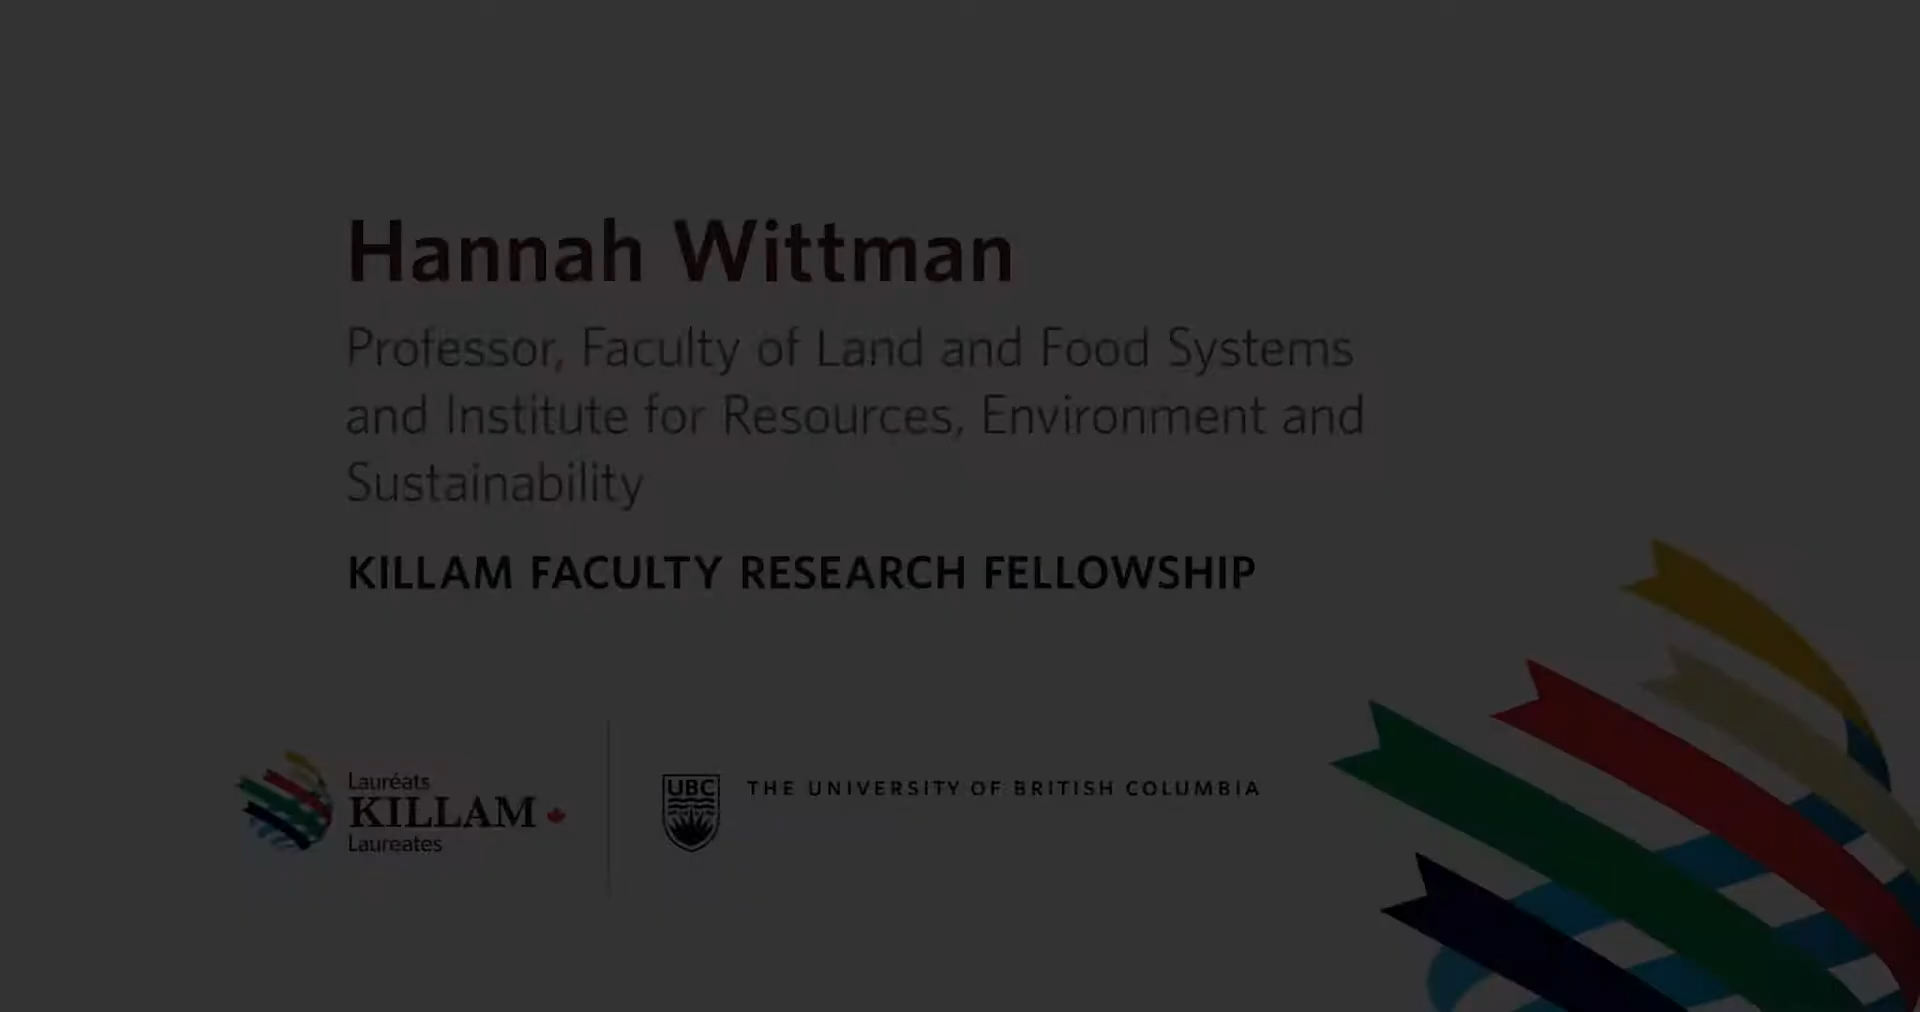 Hannah Wittman
Professor, Faculty of Land and Food Systems
and Institute for Resources, Environment and
Sustainability
KILLAM FACULTY RESEARCH FELLOWSHIP
Lauréats
KILLAM
Laureates
UBC
THE UNIVERSITY OF BRITISH COLUMBIA